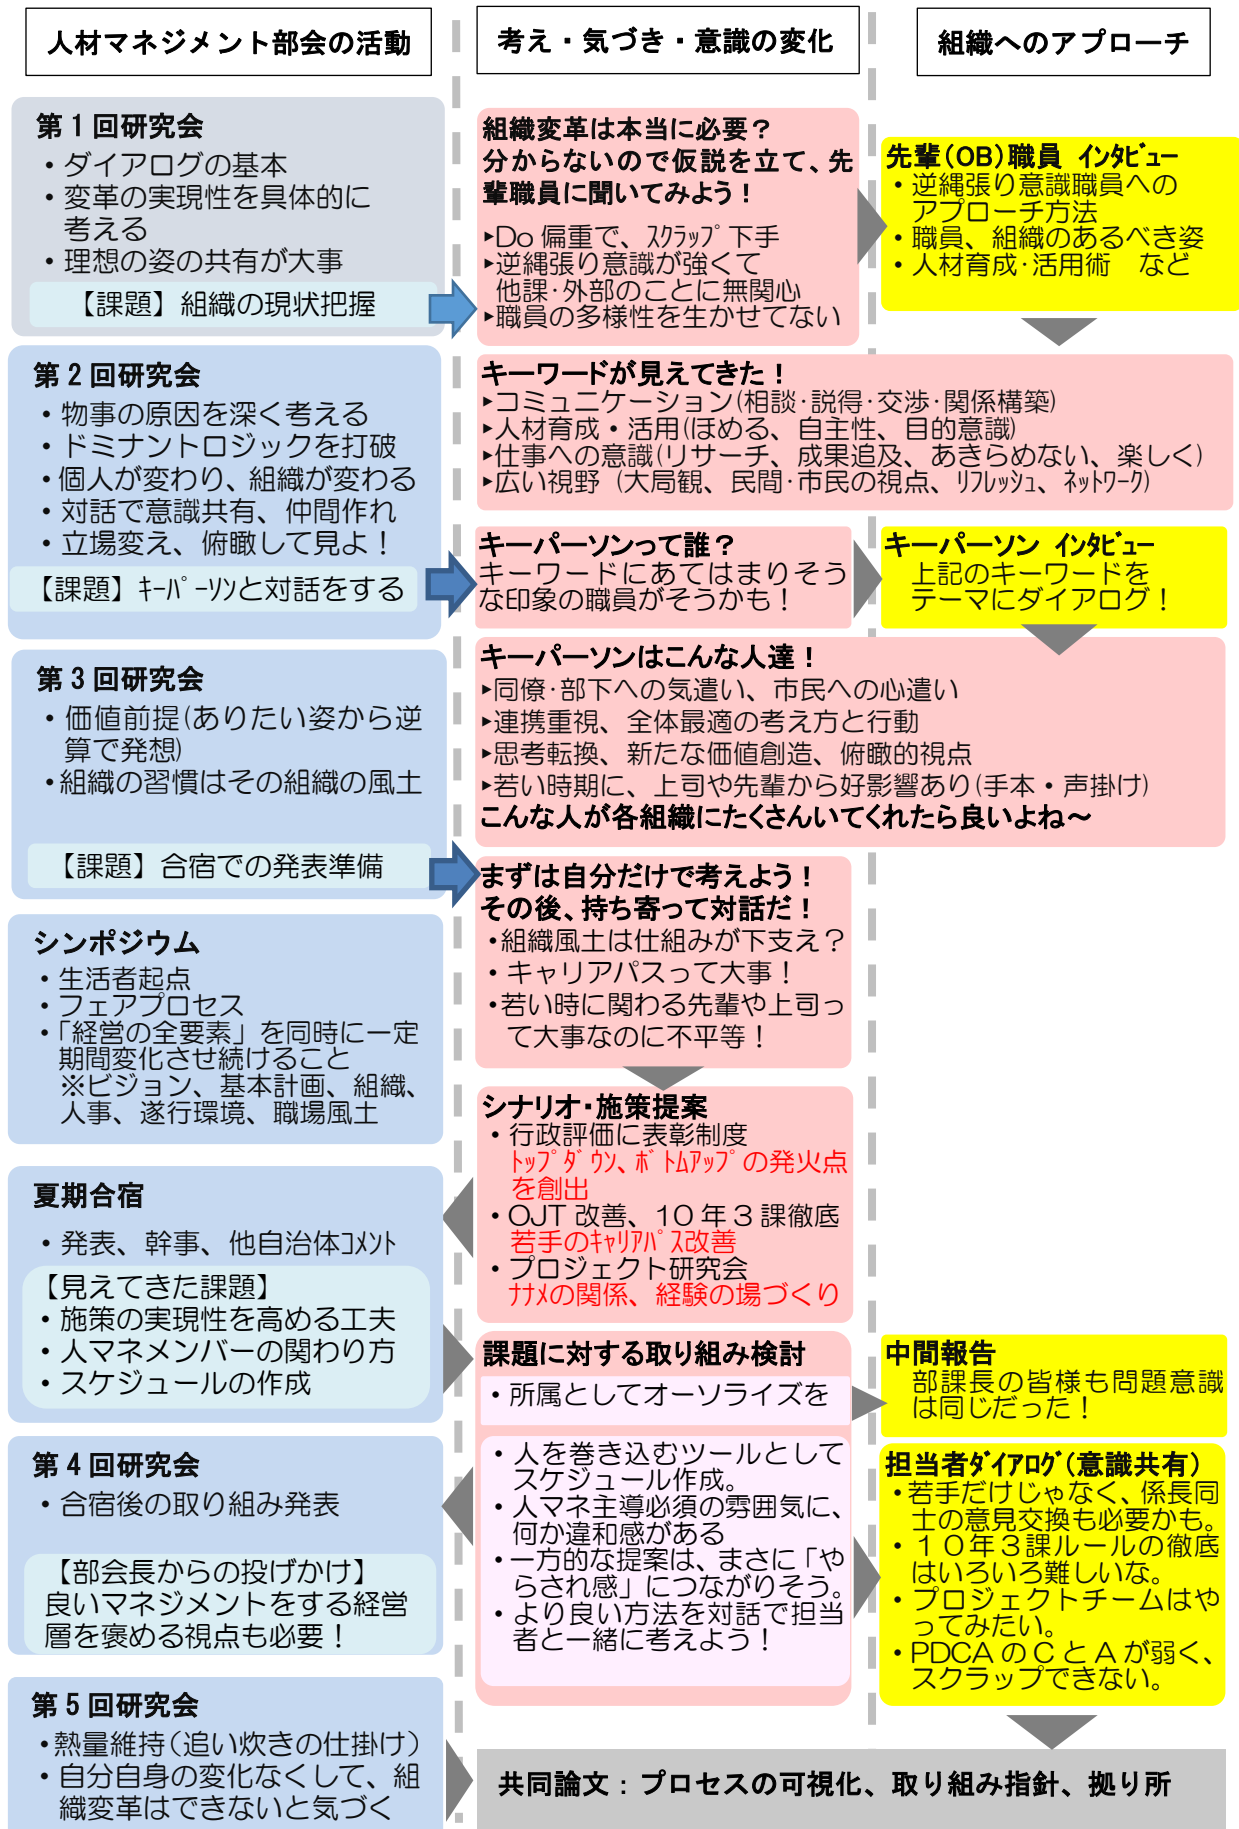 人材マネジメント部会の活動
考え・気づき・意識の変化
組織へのアプローチ
第1回研究会
・ダイアログの基本
・変革の実現性を具体的に
考える
・理想の姿の共有が大事
【課題】組織の現状把握
組織変革は本当に必要?
分からないので仮説を立て、先
輩職員に聞いてみよう!
▸Do 偏重で、ｽｸﾗｯﾌﾟ下手
▸逆縄張り意識が強くて
他課･外部のことに無関心
▸職員の多様性を生かせてない
先輩(OB)職員 ｲﾝﾀﾋﾞｭｰ
・逆縄張り意識職員への
アプローチ方法
・職員、組織のあるべき姿
・人材育成･活用術 など
第2回研究会
・物事の原因を深く考える
・ドミナントロジックを打破
・個人が変わり、組織が変わる
・対話で意識共有、仲間作れ
・立場変え、俯瞰して見よ!
【課題】ｷｰﾊﾟｰｿﾝと対話をする
キーワードが見えてきた!
▸コミュニケーション(相談･説得･交渉･関係構築)
▸人材育成・活用(ほめる、自主性、目的意識)
▸仕事への意識(リサーチ、成果追及、あきらめない、楽しく)
▸広い視野 (大局観、民間･市民の視点、ﾘﾌﾚｯｼｭ、ﾈｯﾄﾜｰｸ)
キーパーソンって誰?
キーワードにあてはまりそう
な印象の職員がそうかも!
キーパーソン ｲﾝﾀﾋﾞｭｰ
上記のキーワードを
テーマにダイアログ!
第3回研究会
・価値前提(ありたい姿から逆
算で発想)
・組織の習慣はその組織の風土
【課題】合宿での発表準備
キーパーソンはこんな人達!
▸同僚･部下への気遣い、市民への心遣い
▸連携重視、全体最適の考え方と行動
▸思考転換、新たな価値創造、俯瞰的視点
▸若い時期に、上司や先輩から好影響あり(手本・声掛け)
こんな人が各組織にたくさんいてくれたら良いよね～
まずは自分だけで考えよう!
その後、持ち寄って対話だ!
・組織風土は仕組みが下支え?
・キャリアパスって大事!
・若い時に関わる先輩や上司っ
て大事なのに不平等!
シンポジウム
・生活者起点
・フェアプロセス
・「経営の全要素」を同時に一定
期間変化させ続けること
※ビジョン、基本計画、組織、
人事、遂行環境、職場風土
シナリオ・施策提案
・行政評価に表彰制度
ﾄｯﾌﾟﾀﾞｳﾝ、ﾎﾞﾄﾑｱｯﾌﾟの発火点
を創出
・OJT 改善、10年3課徹底
若手のｷｬﾘｱﾊﾟｽ改善
・プロジェクト研究会
ﾅﾅﾒの関係、経験の場づくり
夏期合宿
・発表、幹事、他自治体ｺﾒﾝﾄ
【見えてきた課題】
・施策の実現性を高める工夫
・人マネメンバーの関わり方
・スケジュールの作成
課題に対する取り組み検討
・所属としてオーソライズを
・人を巻き込むツールとして
スケジュール作成。
・人マネ主導必須の雰囲気に、
何か違和感がある
・一方的な提案は、まさに「や
らされ感」につながりそう。
・より良い方法を対話で担当
者と一緒に考えよう!
中間報告
部課長の皆様も問題意識
は同じだった!
担当者ﾀﾞｲｱﾛｸﾞ(意識共有)
・若手だけじゃなく、係長同
士の意見交換も必要かも。
・10年3課ルールの徹底
はいろいろ難しいな。
・プロジェクトチームはや
ってみたい。
・PDCAのCとAが弱く、
スクラップできない。
第4回研究会
・合宿後の取り組み発表
【部会長からの投げかけ】
良いマネジメントをする経営
層を褒める視点も必要!
第5回研究会
・熱量維持(追い炊きの仕掛け)
・自分自身の変化なくして、組
織変革はできないと気づく
共同論文:プロセスの可視化、取り組み指針、拠り所